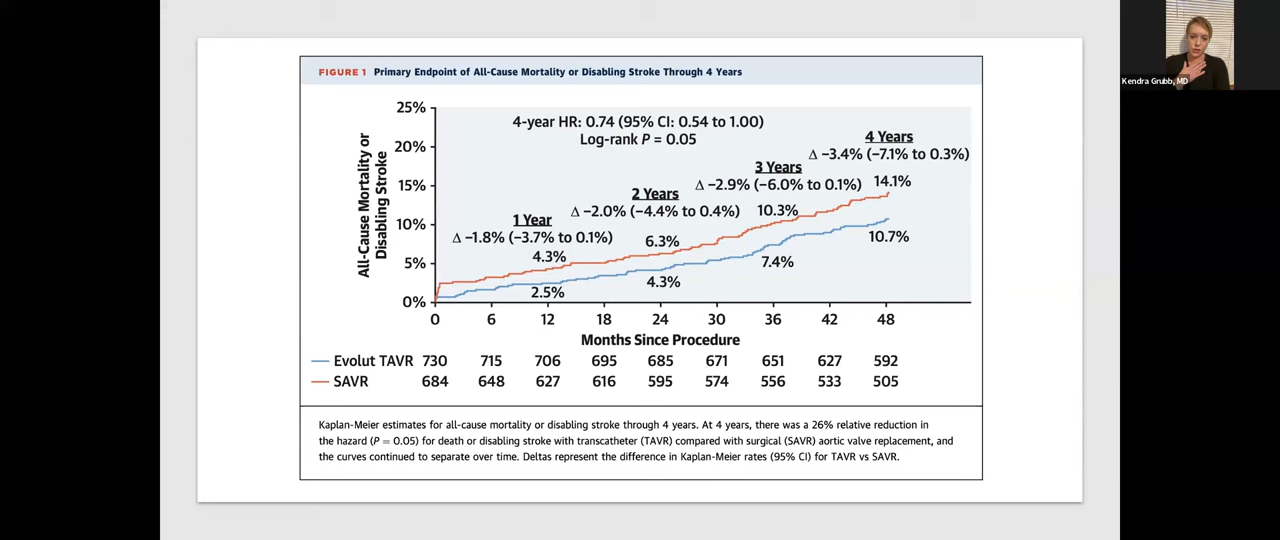 Kendra Grubb, MD
FIGURE 1 Primary Endpoint of All-Cause Mortality or Disabling Stroke Through 4 Years
All-Cause Mortality or
Disabling Stroke
25%
20%
15%
10%
5%
0%
4-year HR: 0.74 (95% CI: 0.54 to 1.00)
Log-rank P = 0.05
4 Years
Δ −3.4% (−7.1% to 0.3%)
3 Years
Δ −2.9% (−6.0% to 0.1%)
2 Years
Δ −2.0% (−4.4% to 0.4%)
1 Year
Δ −1.8% (−3.7% to 0.1%)
4.3%
6.3%
10.3%
14.1%
2.5%
4.3%
7.4%
10.7%
0 6 12 18 24 30 36 42 48
Months Since Procedure
Evolut TAVR 730 715 706 695 685 671 651 627 592
SAVR 684 648 627 616 595 574 556 533 505
Kaplan-Meier estimates for all-cause mortality or disabling stroke through 4 years. At 4 years, there was a 26% relative reduction in
the hazard (P = 0.05) for death or disabling stroke with transcatheter (TAVR) compared with surgical (SAVR) aortic valve replacement, and
the curves continued to separate over time. Deltas represent the difference in Kaplan-Meier rates (95% CI) for TAVR vs SAVR.